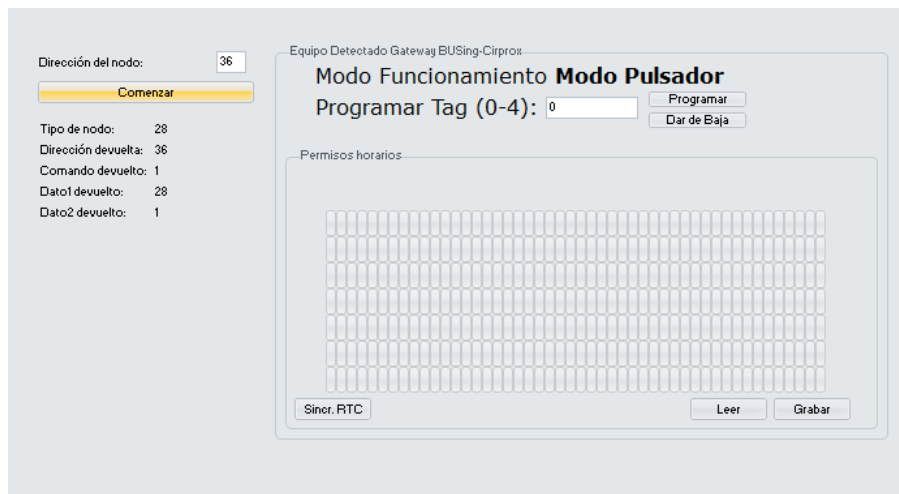 Dirección del nodo: 36
Comenzar
Tipo de nodo: 28
Dirección devuelta: 36
Comando devuelto: 1
Dato1 devuelto: 28
Dato2 devuelto: 1
Equipo Detectado Gateway BUSing-Cirprox
Modo Funcionamiento Modo Pulsador
Programar Tag (0-4): 0
Programar
Dar de Baja
Permisos horarios
Sincr. RTC
Leer
Grabar